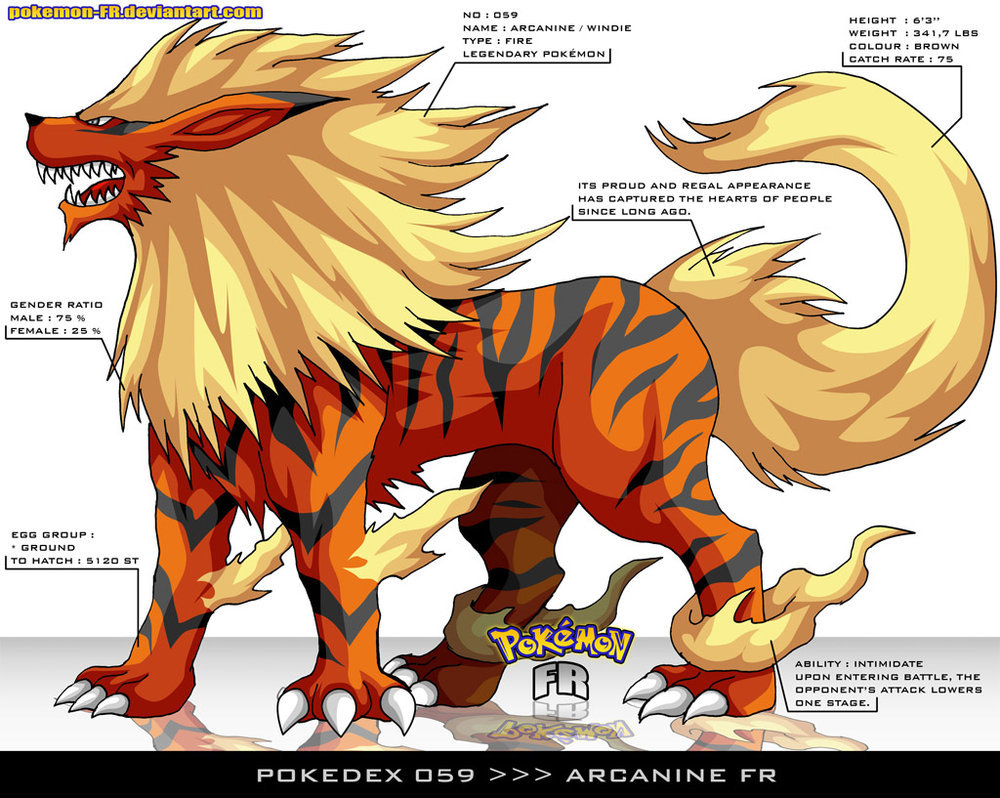 pokemon-FR.deviantart.com
NO : 059
NAME : ARCANINE / WINDIE
TYPE : FIRE
LEGENDARY POKÉMON
HEIGHT : 6'3''
WEIGHT : 341,7 LBS
COLOUR : BROWN
CATCH RATE : 75
ITS PROUD AND REGAL APPEARANCE
HAS CAPTURED THE HEARTS OF PEOPLE
SINCE LONG AGO.
GENDER RATIO
MALE : 75 %
FEMALE : 25 %
EGG GROUP :
* GROUND
TO HATCH : 5120 ST
POKéMON
FR
ABILITY : INTIMIDATE
UPON ENTERING BATTLE, THE
OPPONENT'S ATTACK LOWERS
ONE STAGE.
POKEDEX 059 >>> ARCANINE FR